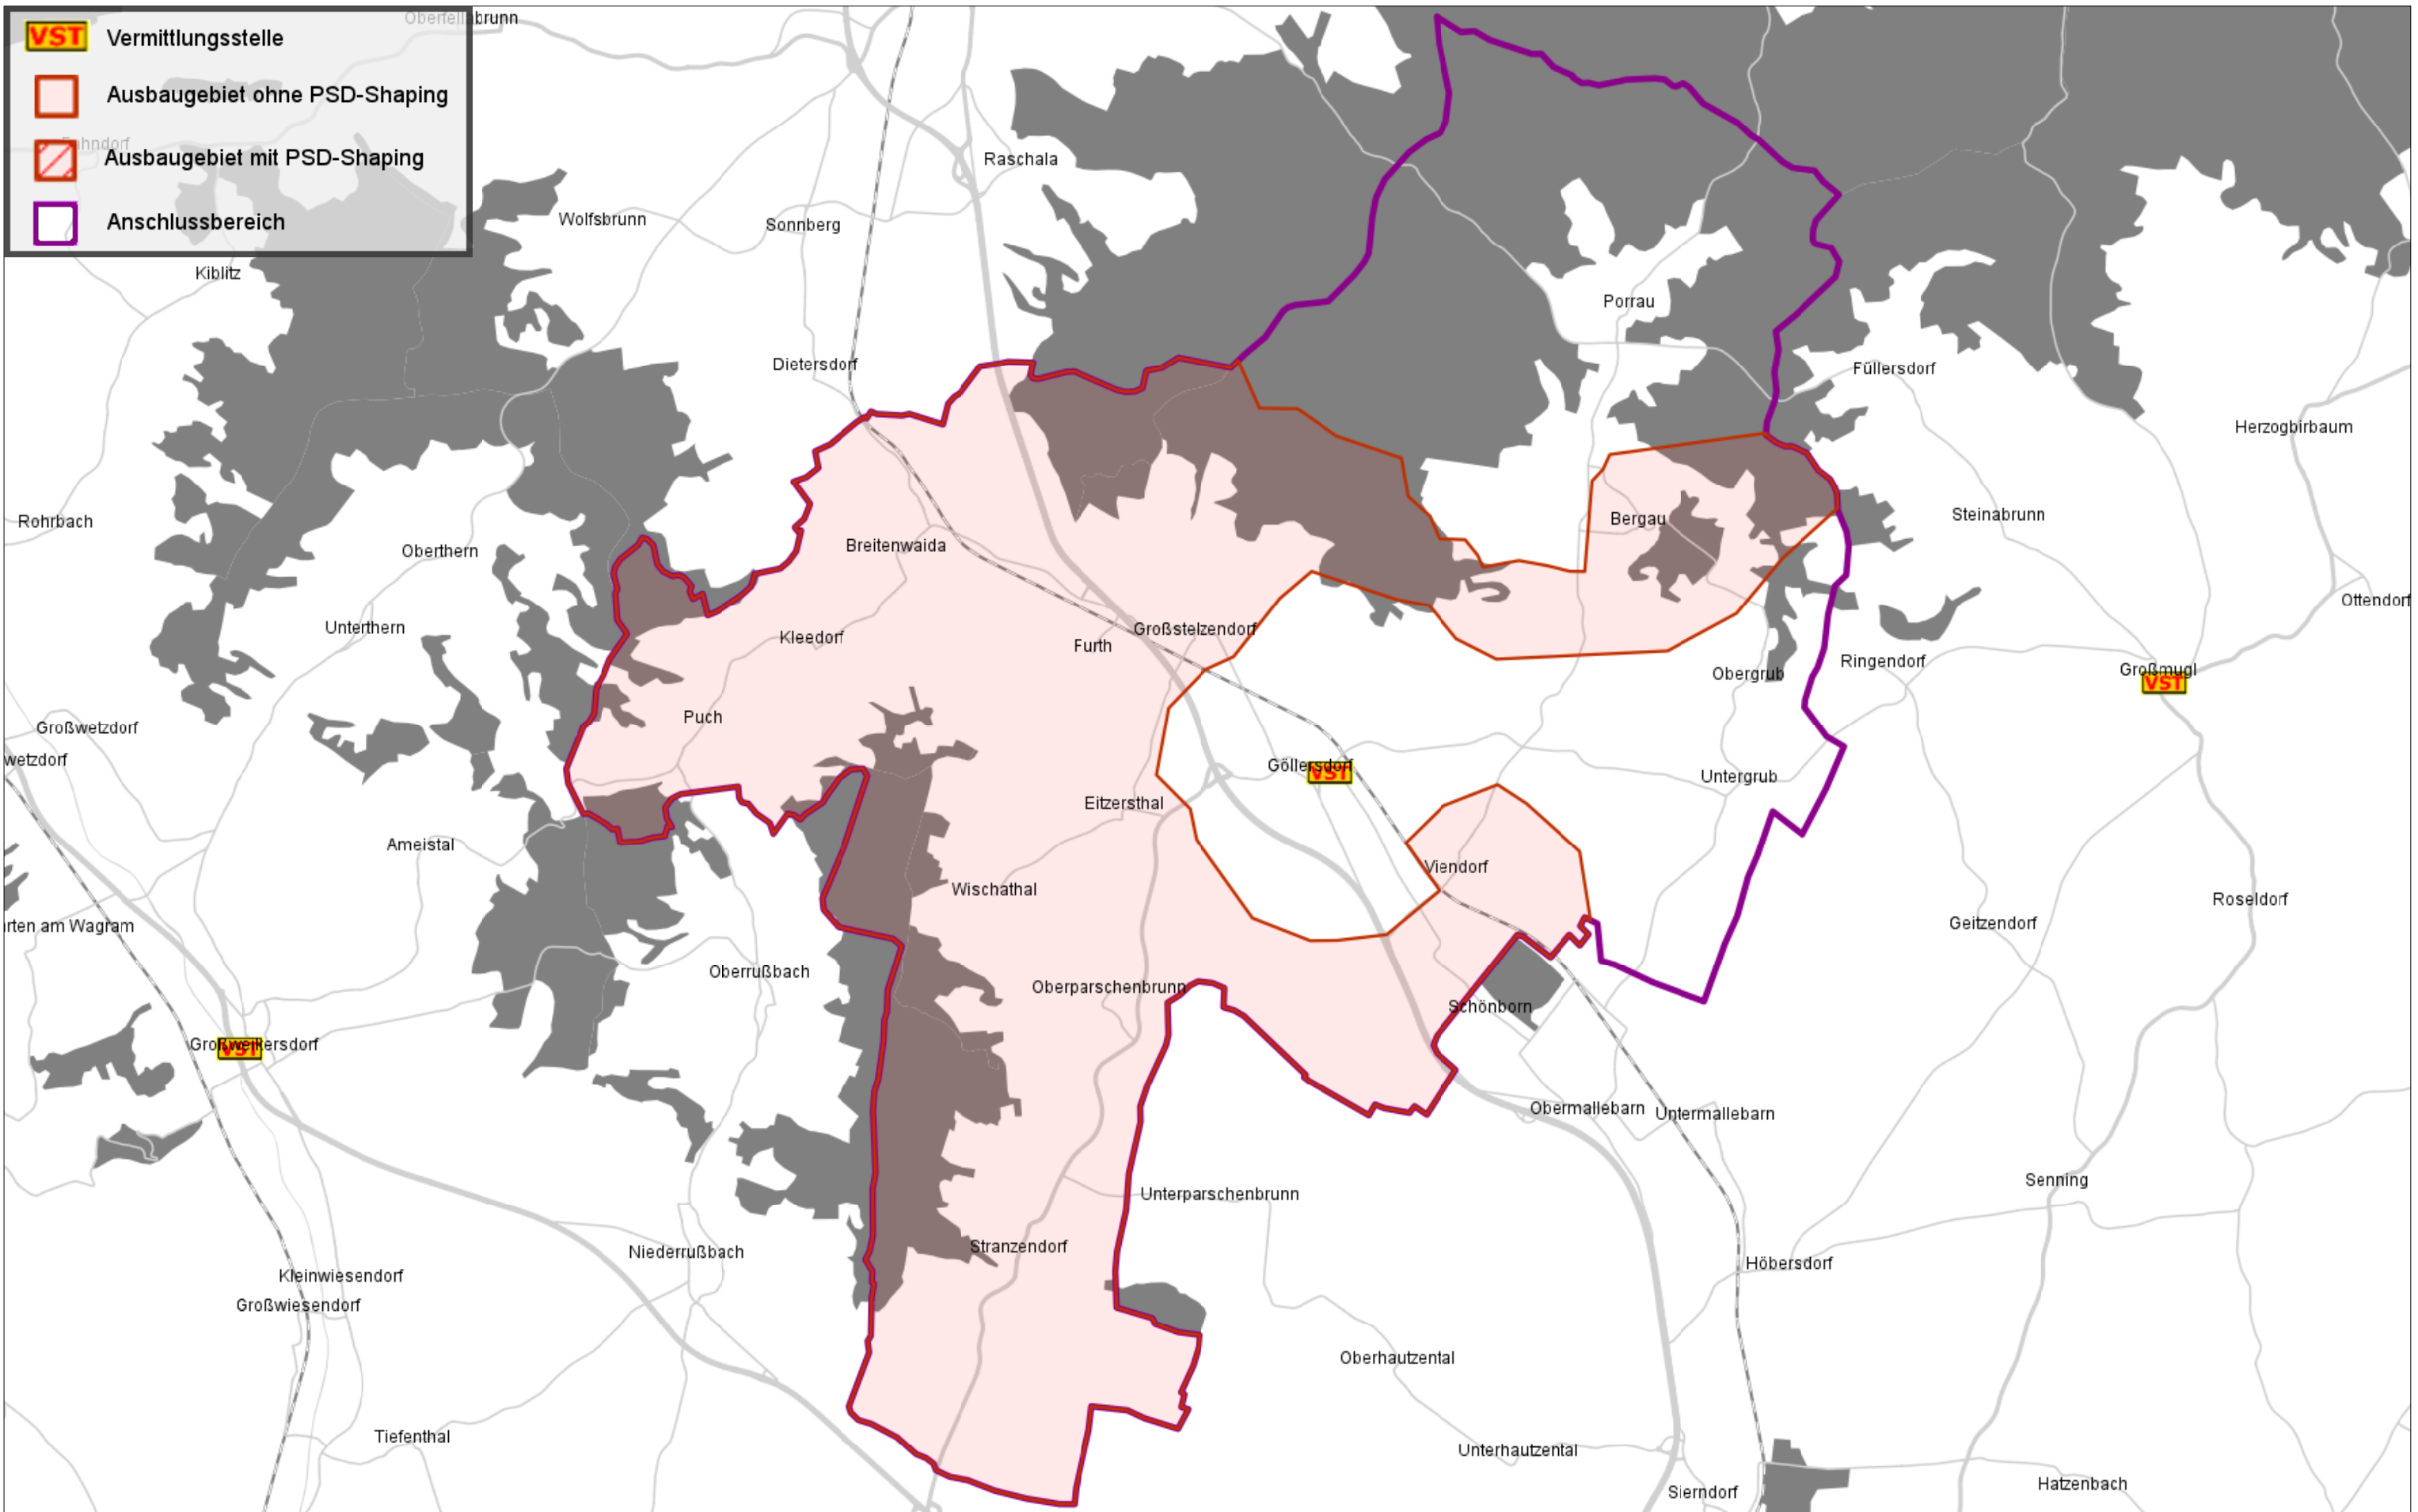 VST Vermittlungsstelle
Ausbaugebiet ohne PSD-Shaping
Ausbaugebiet mit PSD-Shaping
Anschlussbereich
Oberfellabrunn
Raschala
Wolfsbrunn
Sonnberg
Kiblitz
Porrau
Dietersdorf
Füllersdorf
Herzogbirbaum
Rohrbach
Bergau
Steinabrunn
Oberthern
Breitenwaida
Ottendorf
Unterthern
Kleedorf
Großstelzendorf
Furth
Ringendorf
Obergrub
Großmugl
VST
Puch
Großwetzdorf
wetzdorf
Göllersdorf
VST
Untergrub
Eitzersthal
Ameistal
Viendorf
Wischathal
Roseldorf
Geitzendorf
rten am Wagram
Oberrußbach
Oberparschenbrunn
Schönborn
Großweikersdorf
VST
Obermallebarn
Untermallebarn
Senning
Unterparschenbrunn
Stranzendorf
Niederrußbach
Höbersdorf
Kleinwiesendorf
Großwiesendorf
Oberhautzental
Tiefenthal
Unterhautzental
Hatzenbach
Sierndorf